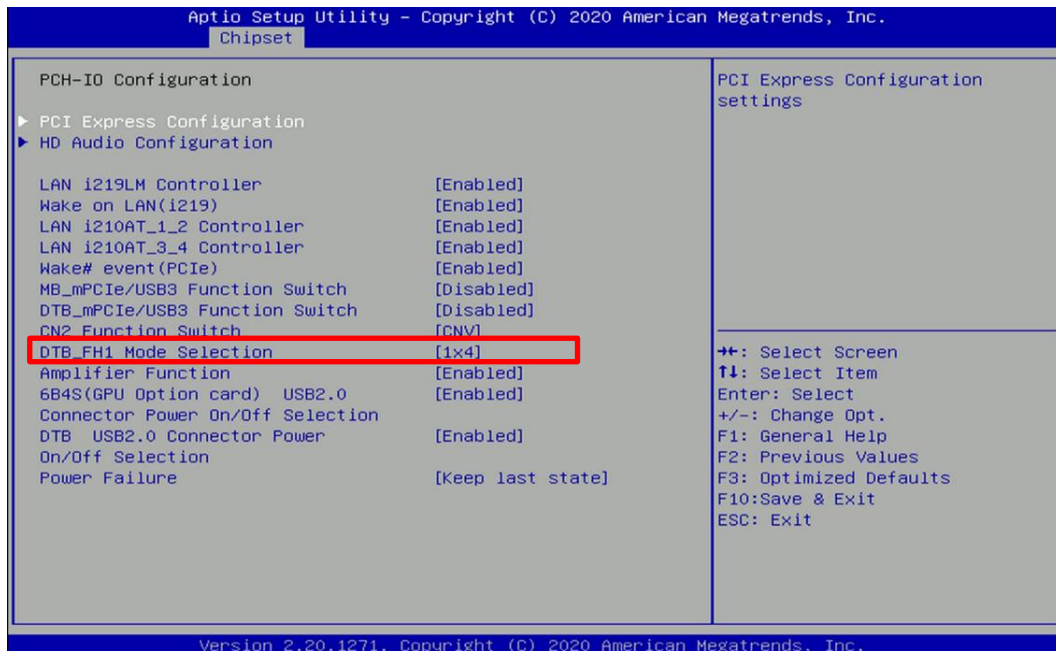 Aptio Setup Utility – Copyright (C) 2020 American Megatrends, Inc.
Chipset
PCH-IO Configuration
PCI Express Configuration
HD Audio Configuration
LAN i219LM Controller [Enabled]
Wake on LAN(i219) [Enabled]
LAN i210AT_1_2 Controller [Enabled]
LAN i210AT_3_4 Controller [Enabled]
Wake# event(PCIe) [Enabled]
MB_mPCIe/USB3 Function Switch [Disabled]
DTB_mPCIe/USB3 Function Switch [Disabled]
CN2 Function Switch [CNV]
DTB_FH1 Mode Selection [1x4]
Amplifier Function [Enabled]
6B4S(GPU Option card) USB2.0 [Enabled]
Connector Power On/Off Selection
DTB USB2.0 Connector Power [Enabled]
On/Off Selection
Power Failure [Keep last state]
PCI Express Configuration
settings
→←: Select Screen
↑↓: Select Item
Enter: Select
+/-: Change Opt.
F1: General Help
F2: Previous Values
F3: Optimized Defaults
F10:Save & Exit
ESC: Exit
Version 2.20.1271. Copyright (C) 2020 American Megatrends, Inc.